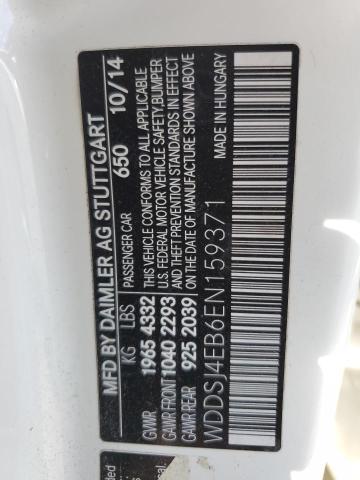 MFD BY DAIMLER AG STUTTGART
PASSENGER CAR 650 10/14
KG LBS
GVWR 1965 4332
GAWR FRONT 1040 2293
GAWR REAR 925 2039
THIS VEHICLE CONFORMS TO ALL APPLICABLE
U.S. FEDERAL MOTOR VEHICLE SAFETY,BUMPER
AND THEFT PREVENTION STANDARDS IN EFFECT
ON THE DATE OF MANUFACTURE SHOWN ABOVE
MADE IN HUNGARY
WDDSJ4EB6EN159371